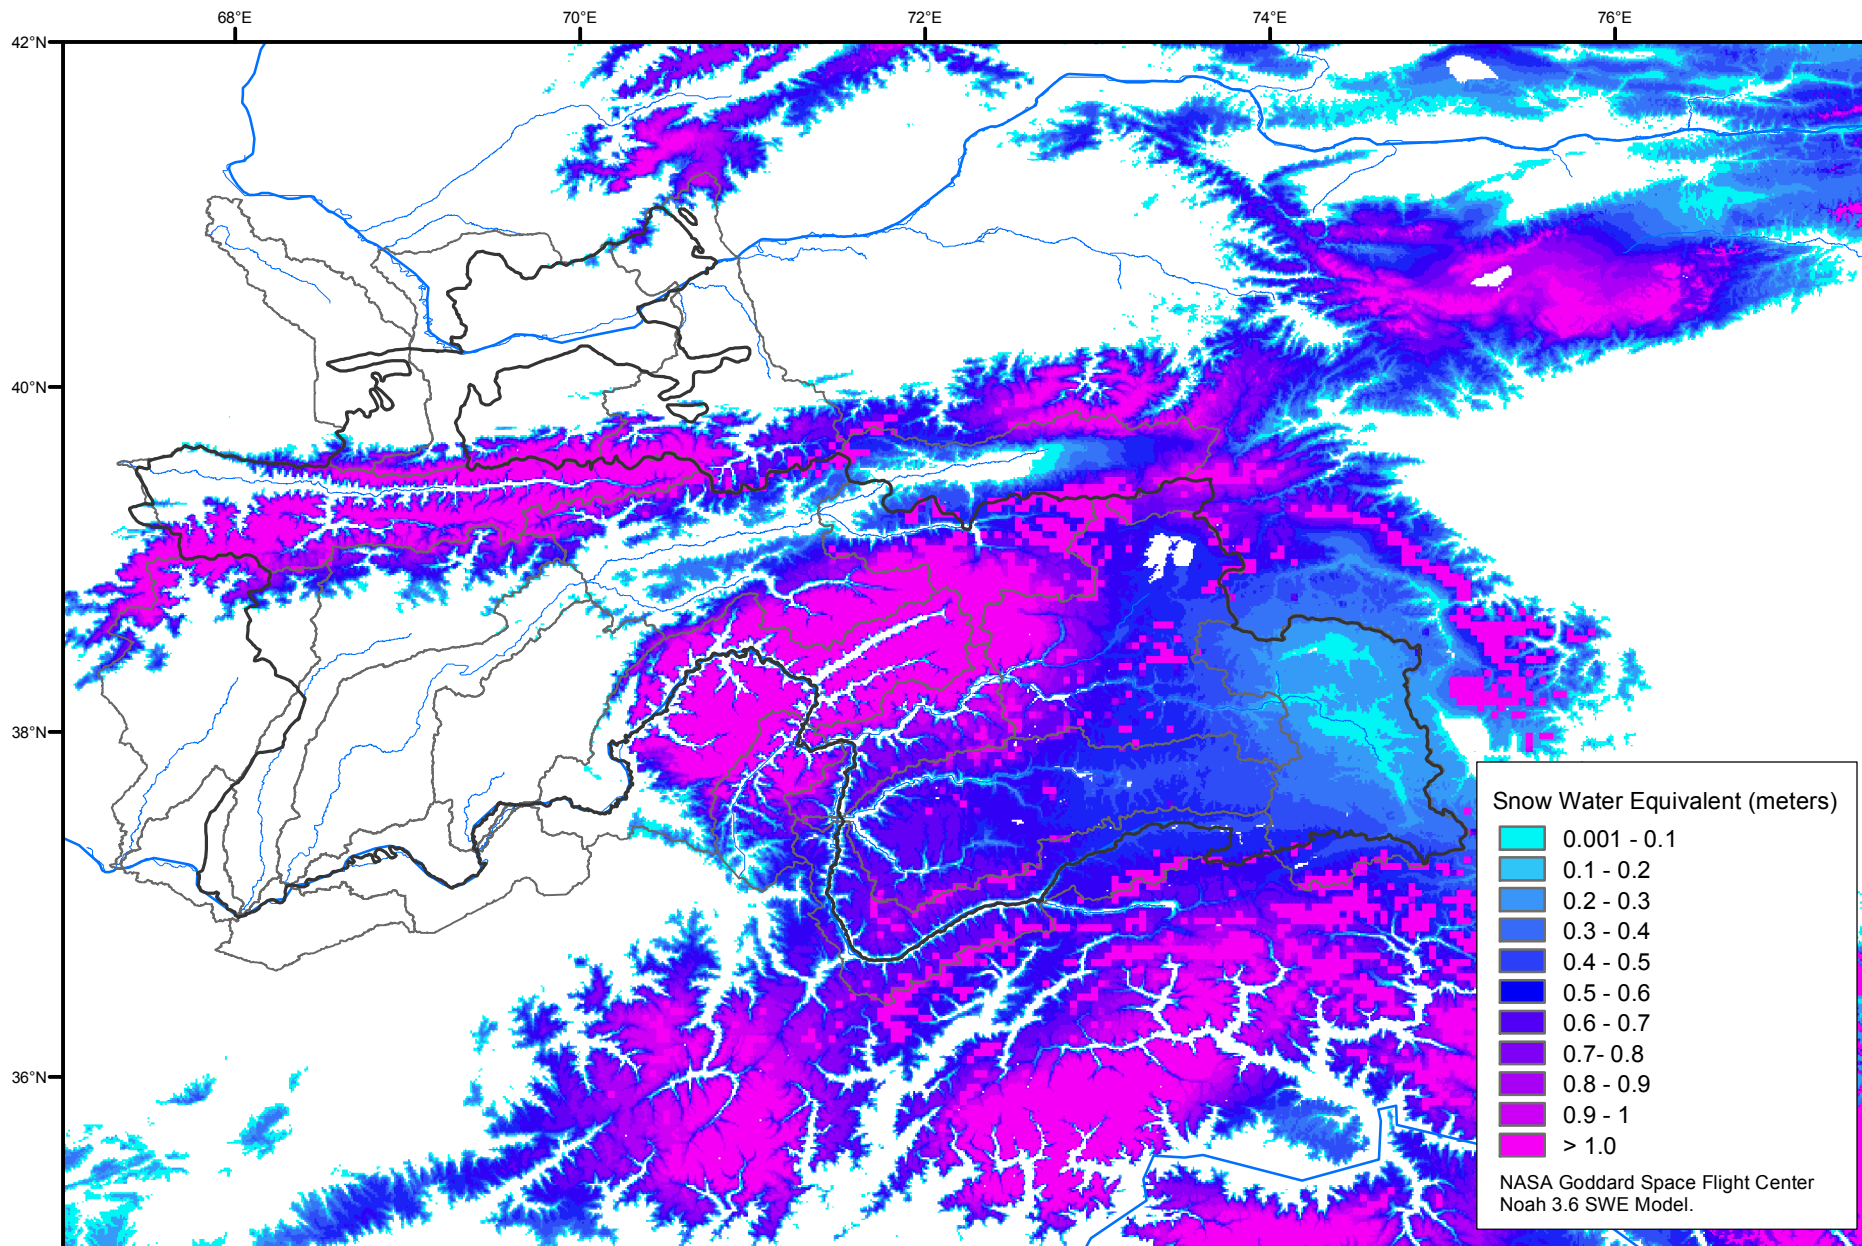 68°E
70°E
72°E
74°E
76°E
42°N
40°N
38°N
36°N
Snow Water Equivalent (meters)
0.001 - 0.1
0.1 - 0.2
0.2 - 0.3
0.3 - 0.4
0.4 - 0.5
0.5 - 0.6
0.6 - 0.7
0.7- 0.8
0.8 - 0.9
0.9 - 1
> 1.0
NASA Goddard Space Flight Center
Noah 3.6 SWE Model.